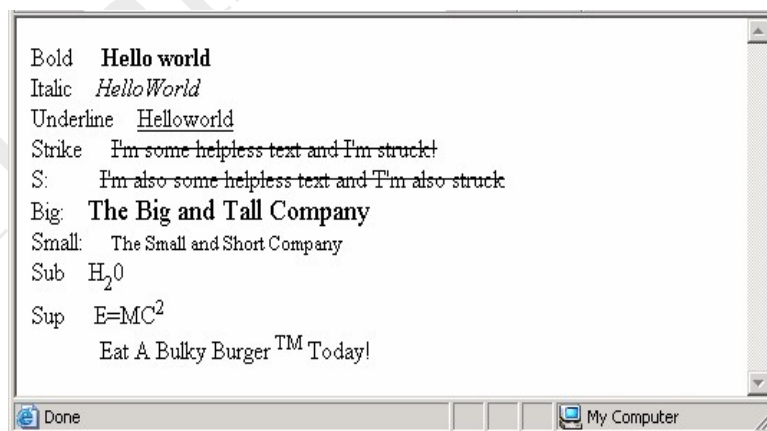 Bold Hello world
Italic HelloWorld
Underline Helloworld
Strike I'm some helpless text and I'm struck!
S: I'm also some helpless text and T'm also struck
Big: The Big and Tall Company
Small: The Small and Short Company
Sub H₂0
Sup E=MC²
Eat A Bulky Burger ™ Today!
Done My Computer